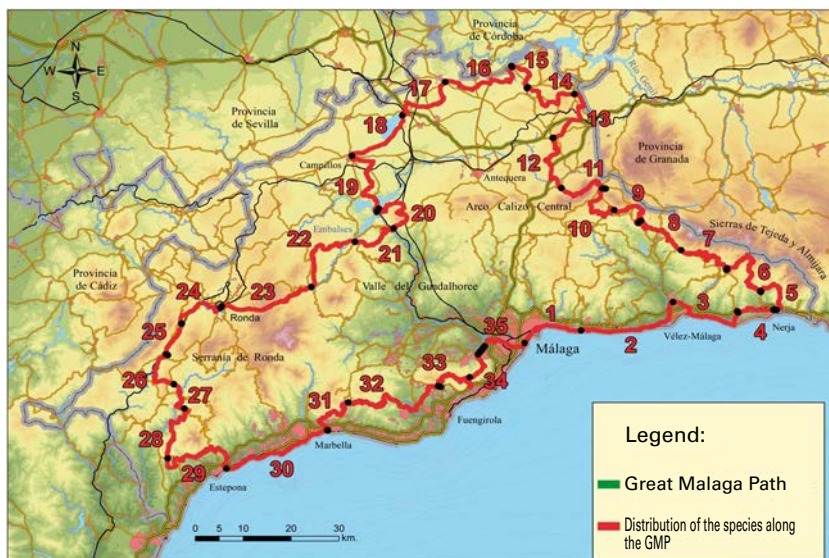 Provincia
de Córdoba
N
W E
S
Río Genil
15
16
14
17
Provincia
de Sevilla
18
13
Provincia
de Granada
Campillos
12
Antequera
11
19
Arco Calizo Central
9
Sierras de Tejeda y Almijara
20
10
8
Embalses
22
21
7
Provincia
de Cádiz
6
Valle del Guadalhorce
24
23
5
Ronda
1
3
25
35
Málaga
2
Vélez-Málaga
4
Nerja
Serranía de Ronda
26
33
27
32
34
31
Fuengirola
28
Marbella
29
30
Estepona
0 5 10 20 30
km.
Legend:
Great Malaga Path
Distribution of the species along
the GMP